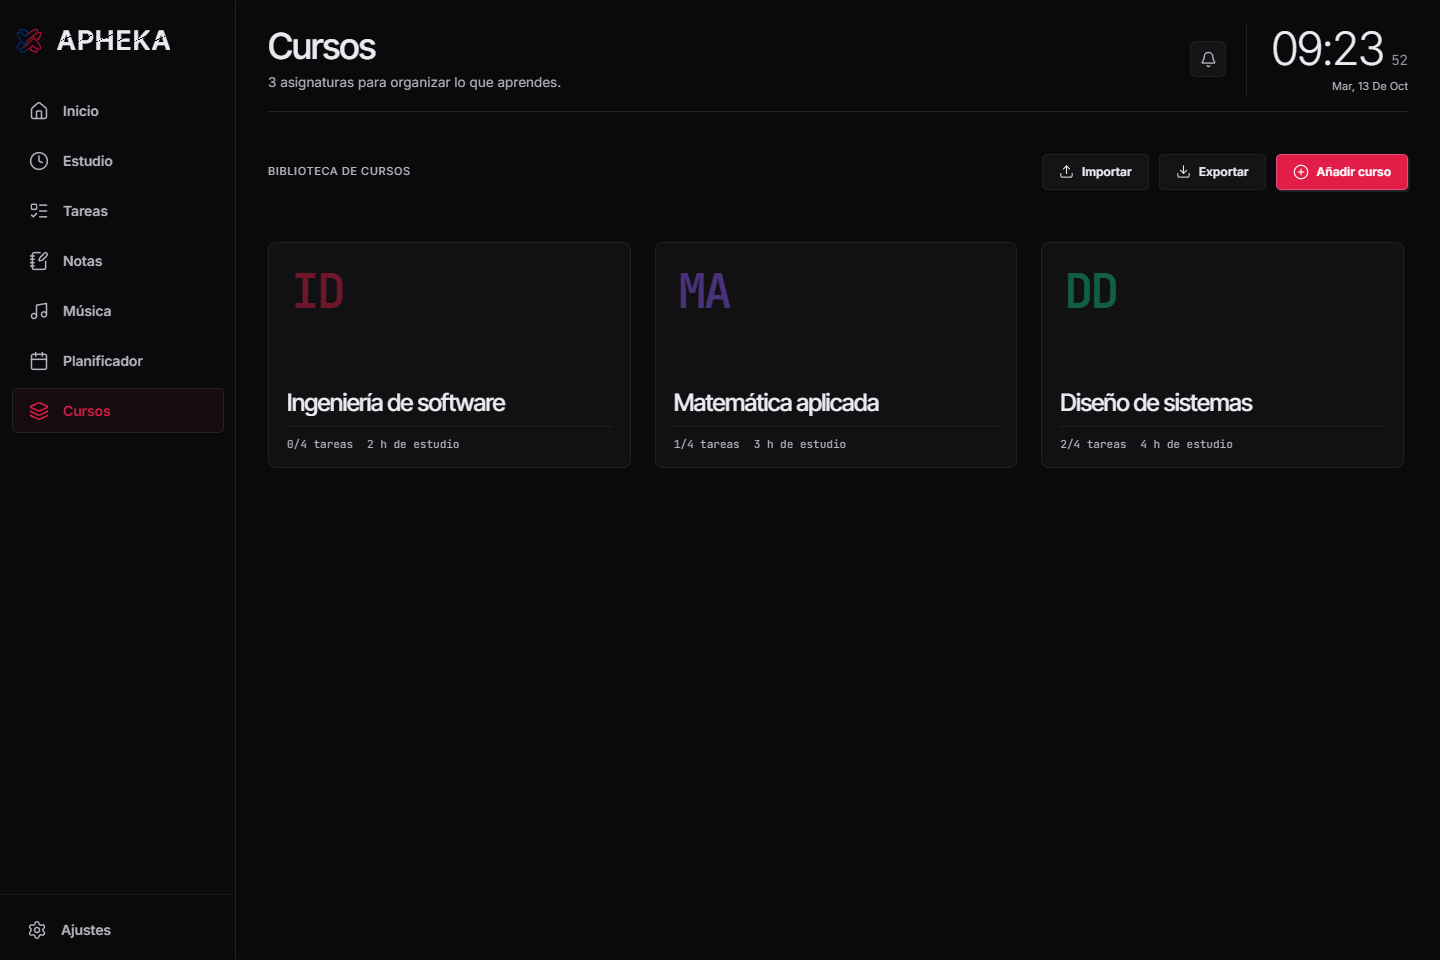 APHEKA
Inicio
Estudio
Tareas
Notas
Música
Planificador
Cursos
Ajustes
Cursos
3 asignaturas para organizar lo que aprendes.
09:23 52
Mar, 13 De Oct
BIBLIOTECA DE CURSOS
Importar
Exportar
Añadir curso
ID
Ingeniería de software
0/4 tareas 2 h de estudio
MA
Matemática aplicada
1/4 tareas 3 h de estudio
DD
Diseño de sistemas
2/4 tareas 4 h de estudio